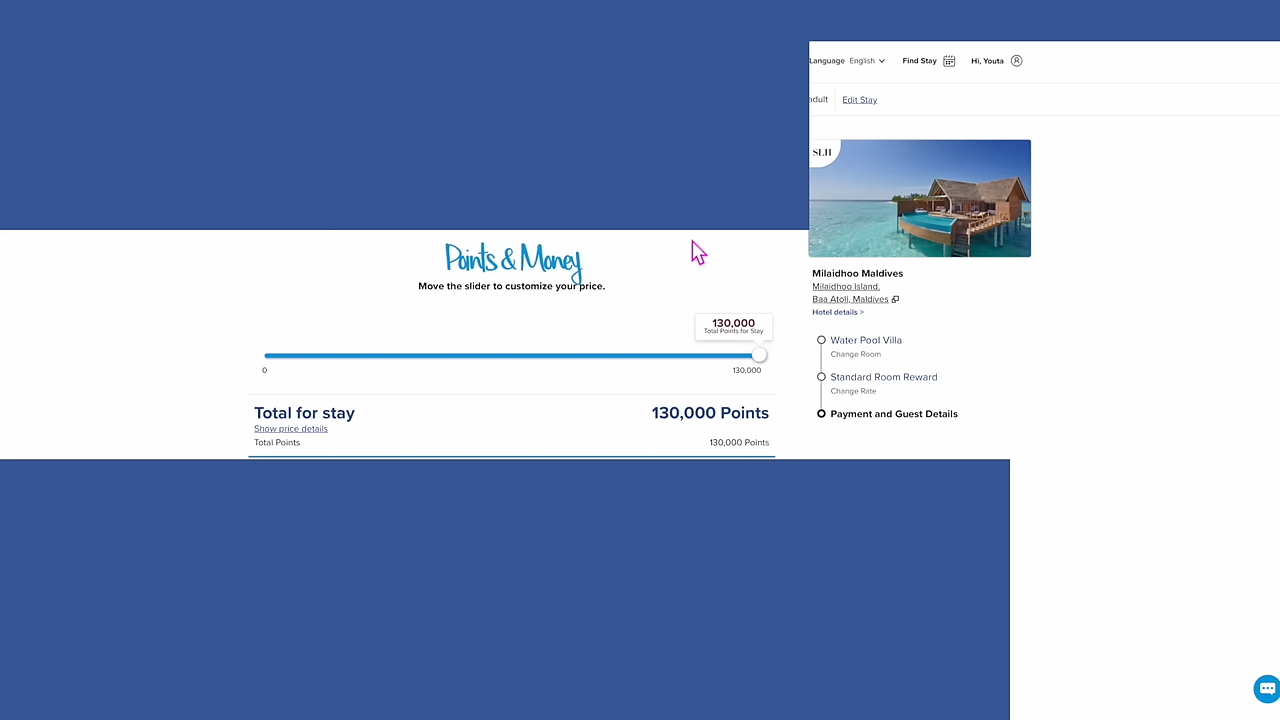 Language English
Find Stay
Hi, Youta
adult
Edit Stay
SLH
Points & Money
Move the slider to customize your price.
130,000
Total Points for Stay
0
130,000
Total for stay
130,000 Points
Show price details
Total Points
130,000 Points
Milaidhoo Maldives
Milaidhoo Island,
Baa Atoll, Maldives
Hotel details >
Water Pool Villa
Change Room
Standard Room Reward
Change Rate
Payment and Guest Details